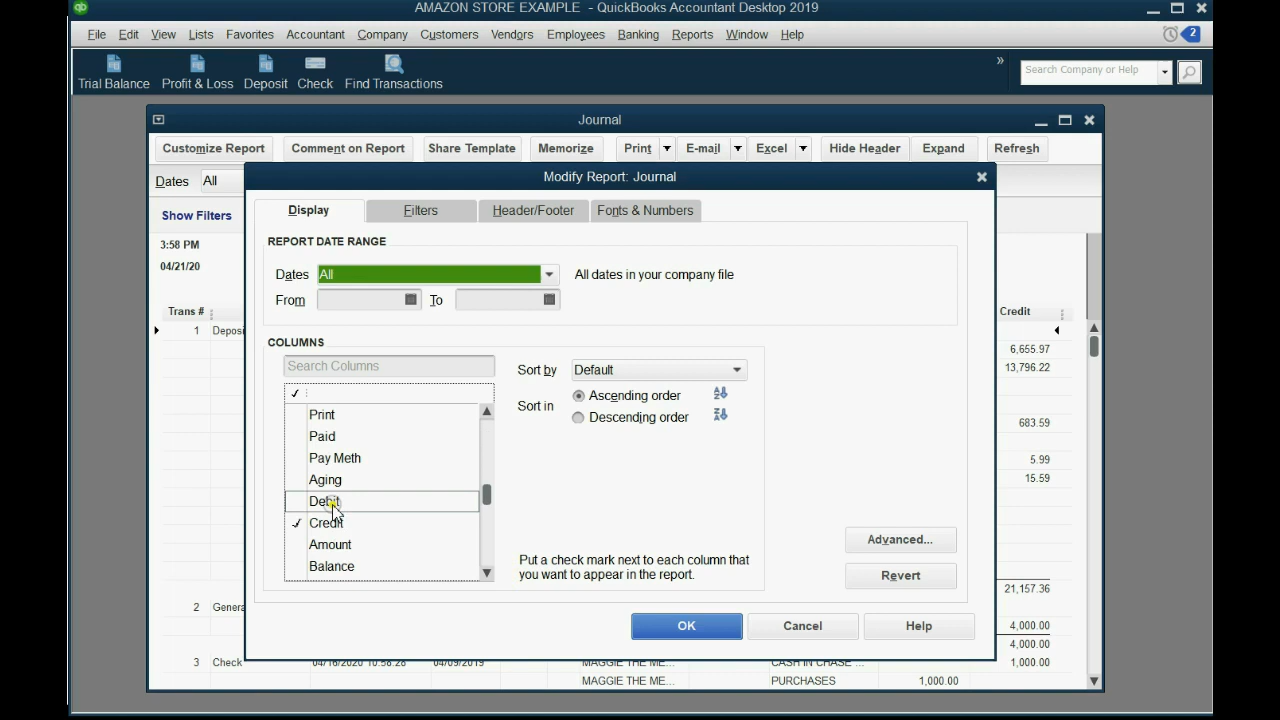 AMAZON STORE EXAMPLE - QuickBooks Accountant Desktop 2019
File Edit View Lists Favorites Accountant Company Customers Vendors Employees Banking Reports Window Help
2
Trial Balance Profit & Loss Deposit Check Find Transactions
» Search Company or Help
Journal
Customize Report Comment on Report Share Template Memorize Print E-mail Excel Hide Header Expand Refresh
Dates All
Modify Report: Journal
Show Filters
Display Filters Header/Footer Fonts & Numbers
3:58 PM
04/21/20
REPORT DATE RANGE
Dates All All dates in your company file
From To
Trans # Credit
1
COLUMNS
Search Columns Sort by Default
Sort in Ascending order
Descending order
Print
Paid
Pay Meth
Aging
Debit
Credit
Amount
Balance
Put a check mark next to each column that
you want to appear in the report.
Advanced...
Revert
OK Cancel Help
6,655.97
13,796.22
683.59
5.99
15.59
21,157.36
2 4,000.00
4,000.00
3 Check 04/16/2020 10:58:28 04/09/2019 MAGGIE THE ME... CASH IN CHASE ... 1,000.00
MAGGIE THE ME... PURCHASES 1,000.00